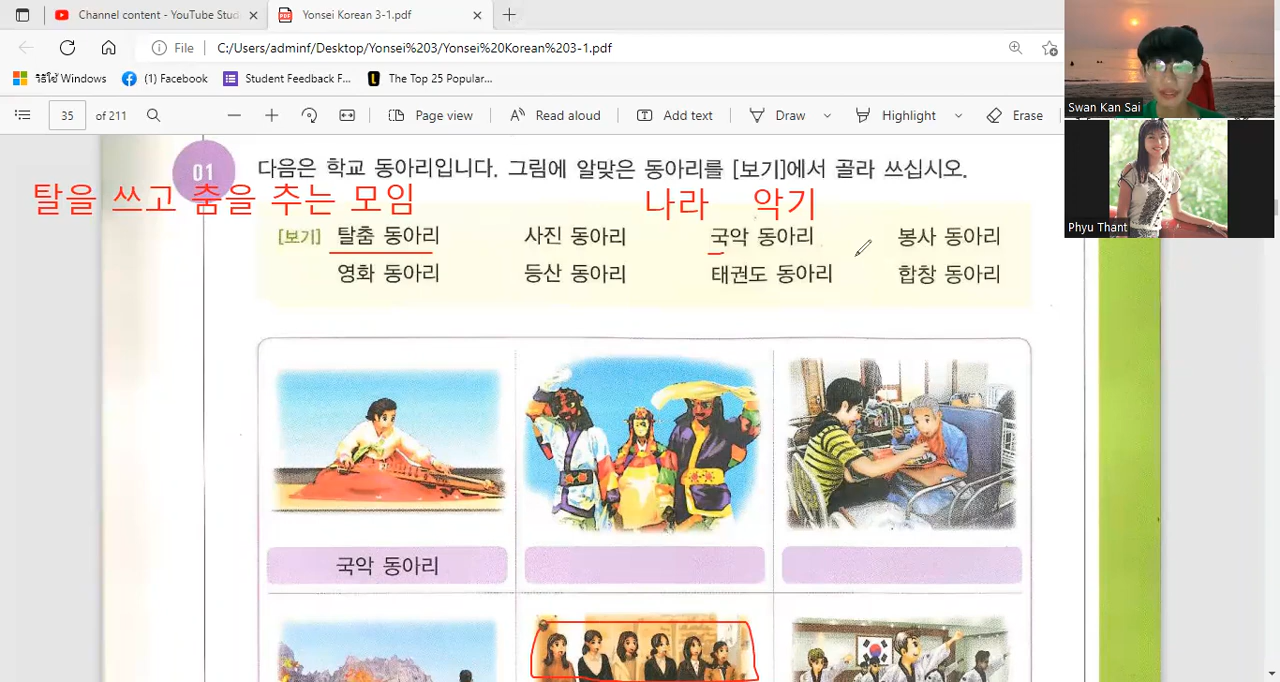 Channel content - YouTube Stud
Yonsei Korean 3-1.pdf
File
C:/Users/adminf/Desktop/Yonsei%203/Yonsei%20Korean%203-1.pdf
วิธีใช้ Windows
(1) Facebook
Student Feedback F...
The Top 25 Popular...
35 of 211
Page view
Read aloud
Add text
Draw
Highlight
Erase
Swan Kan Sai
Phyu Thant
01 다음은 학교 동아리입니다. 그림에 알맞은 동아리를 [보기]에서 골라 쓰십시오.
탈을 쓰고 춤을 추는 모임 나라 악기
[보기] 탈춤 동아리 사진 동아리 국악 동아리 봉사 동아리
영화 동아리 등산 동아리 태권도 동아리 합창 동아리
국악 동아리